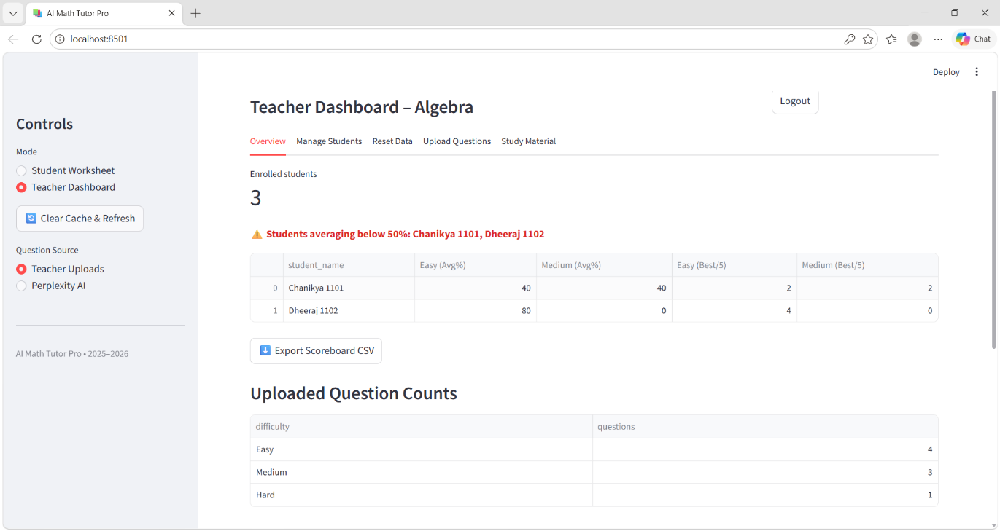 AI Math Tutor Pro
localhost:8501
Chat
Deploy
Controls
Mode
Student Worksheet
Teacher Dashboard
Clear Cache & Refresh
Question Source
Teacher Uploads
Perplexity AI
AI Math Tutor Pro • 2025–2026
Teacher Dashboard – Algebra
Logout
Overview Manage Students Reset Data Upload Questions Study Material
Enrolled students
3
Students averaging below 50%: Chanikya 1101, Dheeraj 1102
student_name Easy (Avg%) Medium (Avg%) Easy (Best/5) Medium (Best/5)
0 Chanikya 1101 40 40 2 2
1 Dheeraj 1102 80 0 4 0
Export Scoreboard CSV
Uploaded Question Counts
difficulty questions
Easy 4
Medium 3
Hard 1